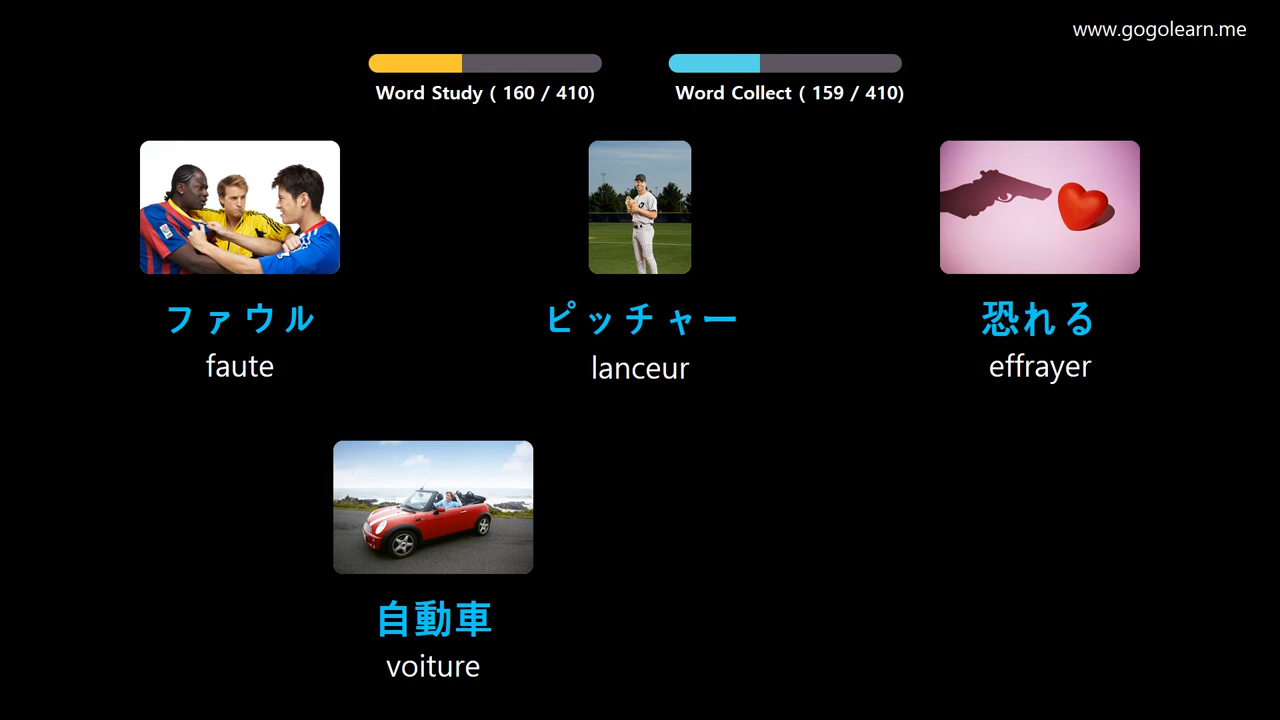 www.gogolearn.me
Word Study ( 160 / 410)
Word Collect ( 159 / 410)
ファウル
faute
ピッチャー
lanceur
恐れる
effrayer
自動車
voiture